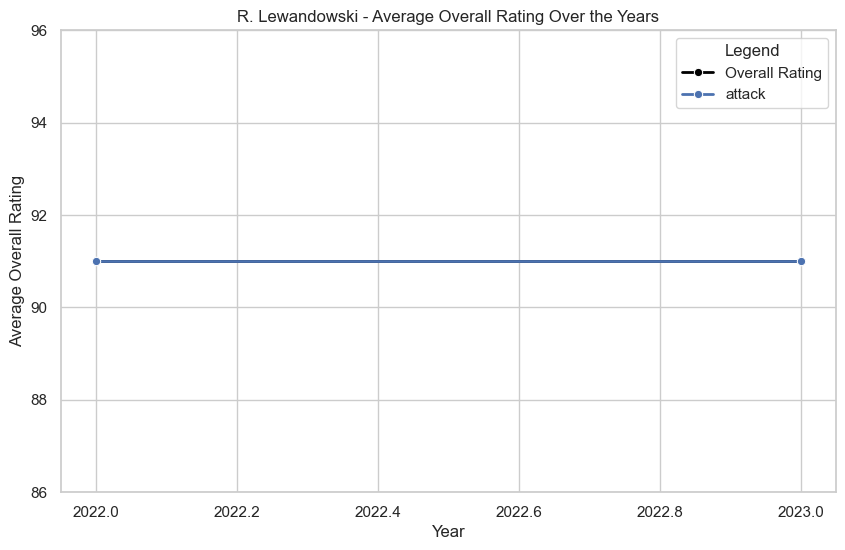 R. Lewandowski - Average Overall Rating Over the Years
96
94
92
90
88
86
Average Overall Rating
Legend
Overall Rating
attack
2022.0 2022.2 2022.4 2022.6 2022.8 2023.0
Year